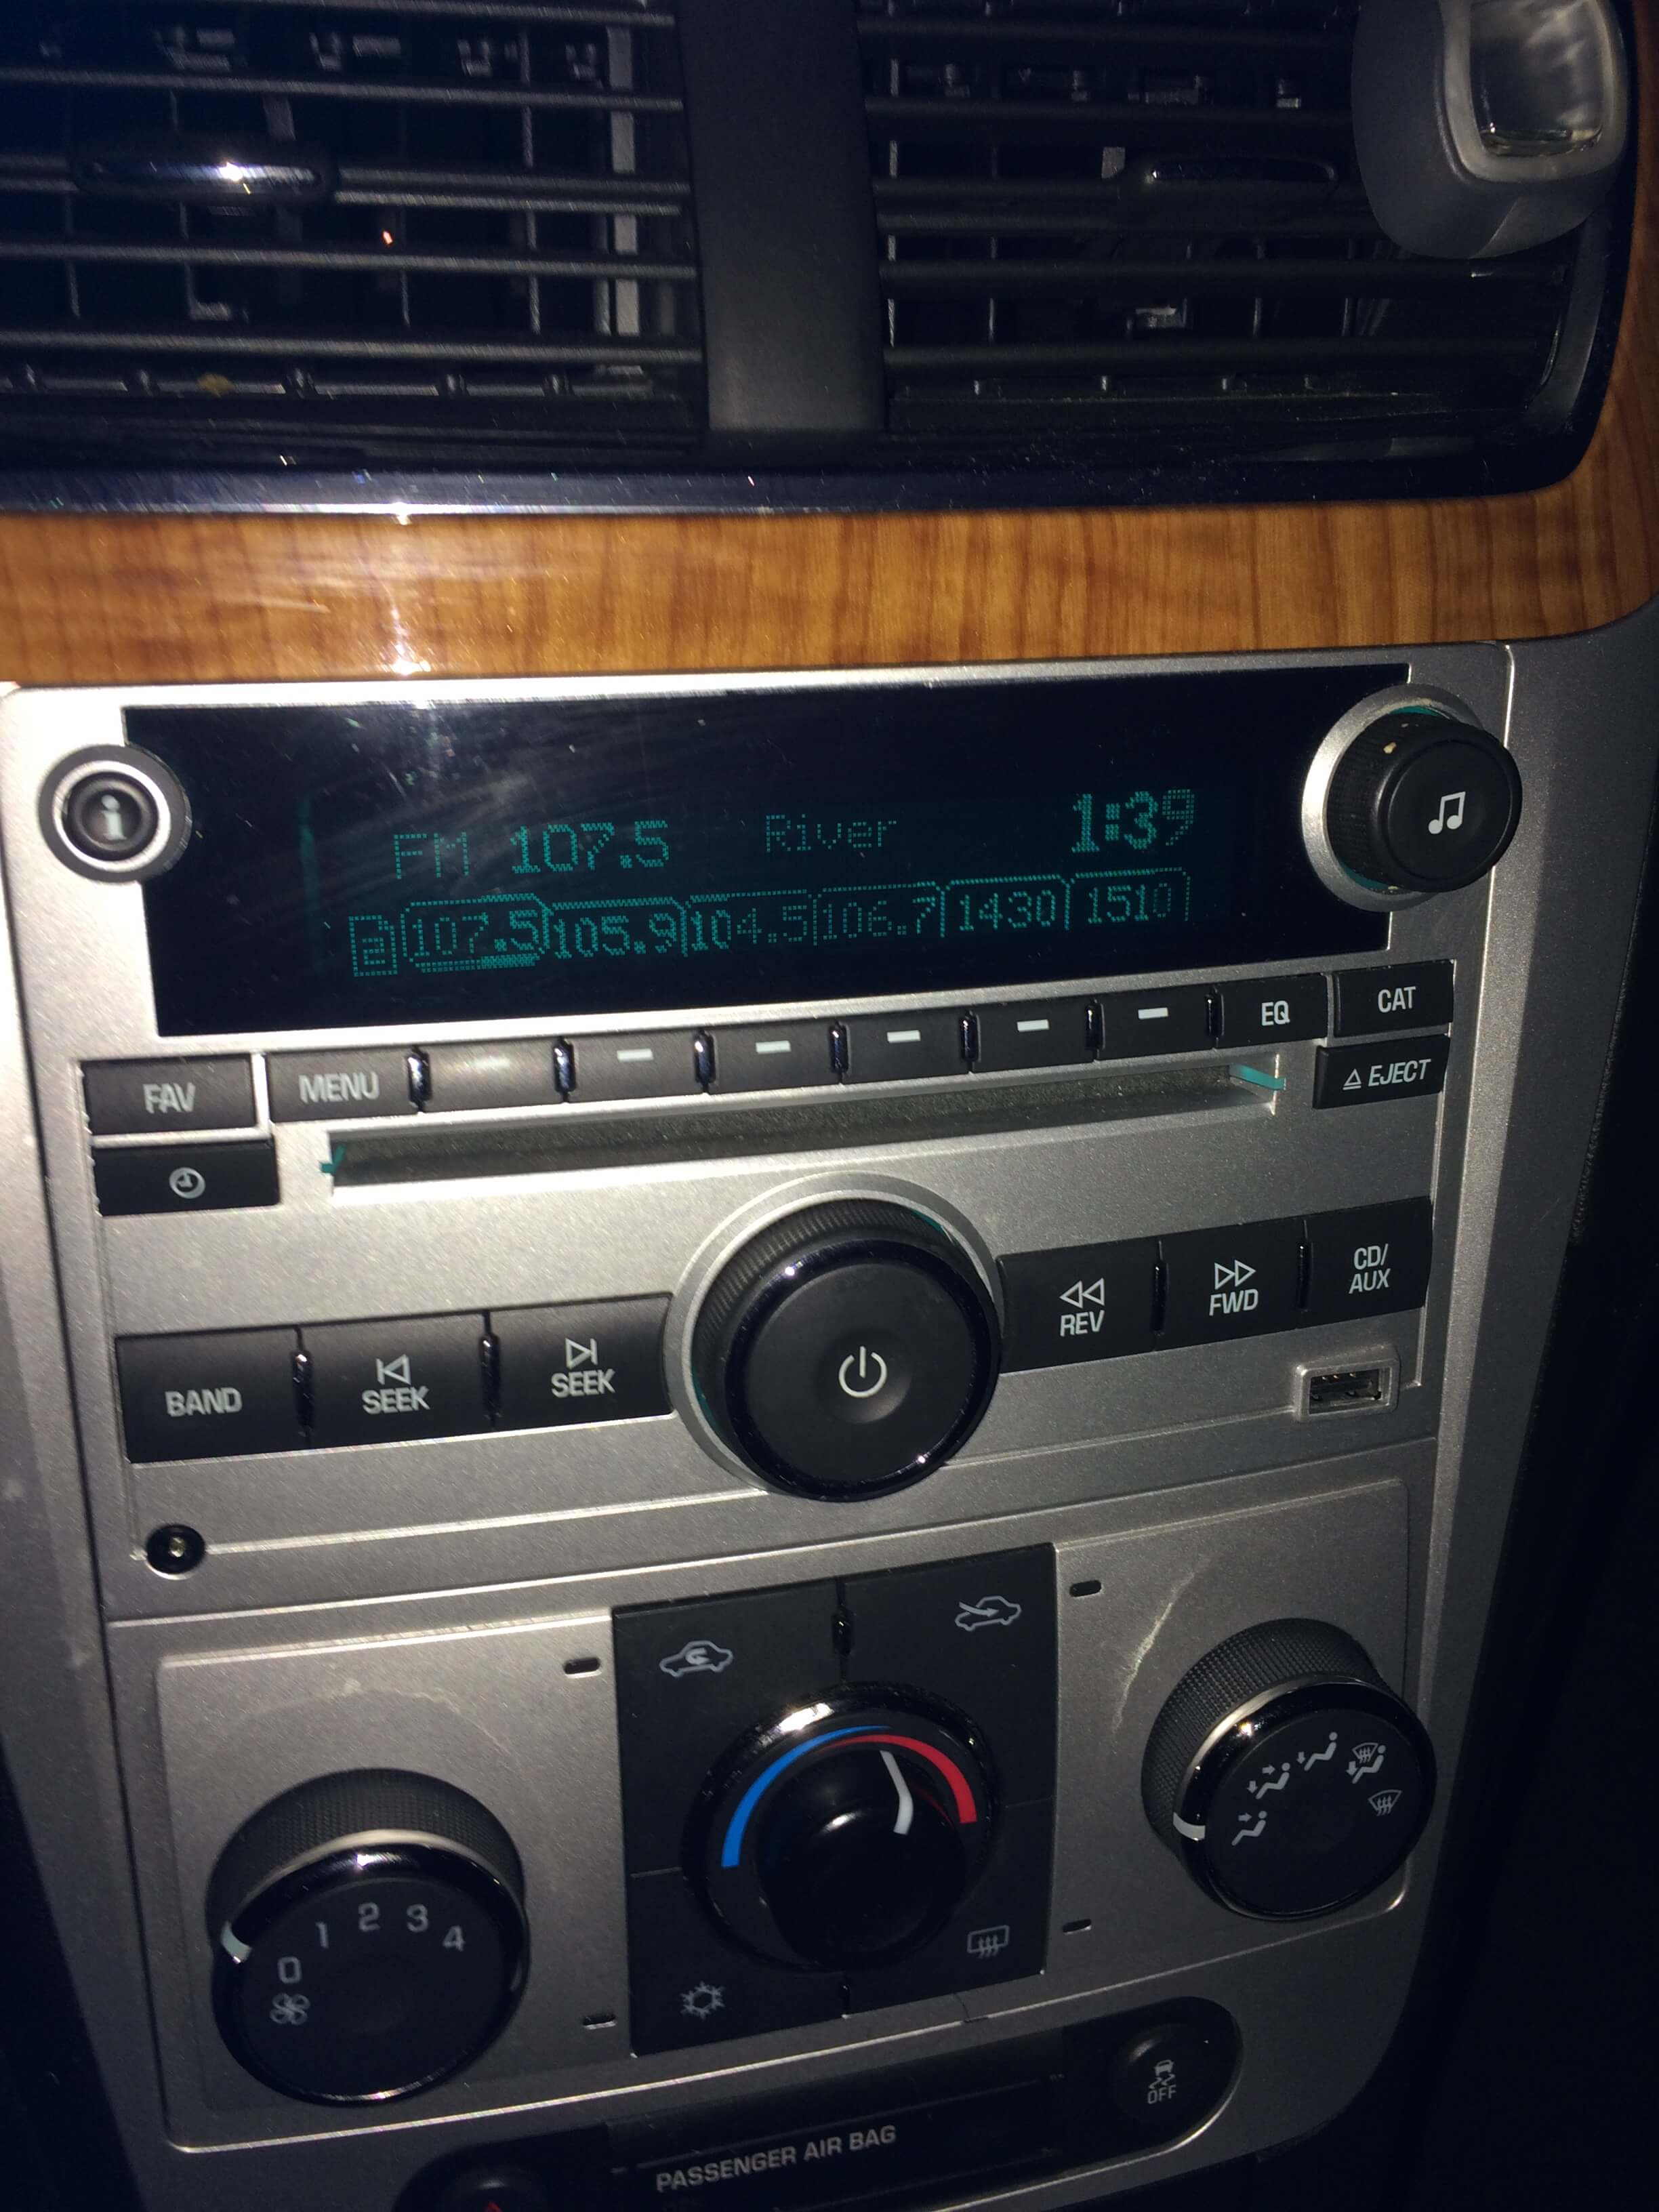 FM 107.5 River 1:39
2 107.5 105.9 104.5 106.7 1430 1510
EQ CAT
FAV MENU EJECT
BAND SEEK SEEK REV FWD CD/
AUX
0 1 2 3 4
OFF
PASSENGER AIR BAG